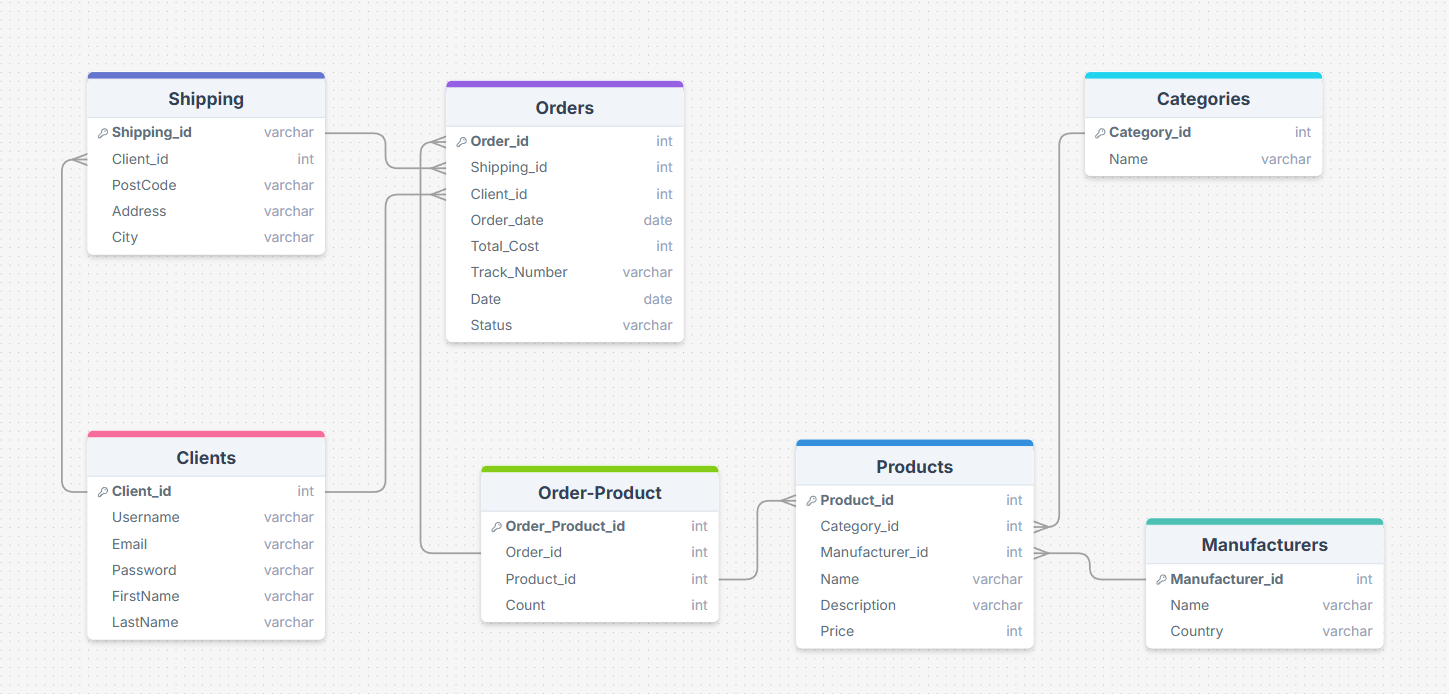 Shipping
Shipping_id varchar
Client_id int
PostCode varchar
Address varchar
City varchar
Orders
Order_id int
Shipping_id int
Client_id int
Order_date date
Total_Cost int
Track_Number varchar
Date date
Status varchar
Categories
Category_id int
Name varchar
Clients
Client_id int
Username varchar
Email varchar
Password varchar
FirstName varchar
LastName varchar
Order-Product
Order_Product_id int
Order_id int
Product_id int
Count int
Products
Product_id int
Category_id int
Manufacturer_id int
Name varchar
Description varchar
Price int
Manufacturers
Manufacturer_id int
Name varchar
Country varchar